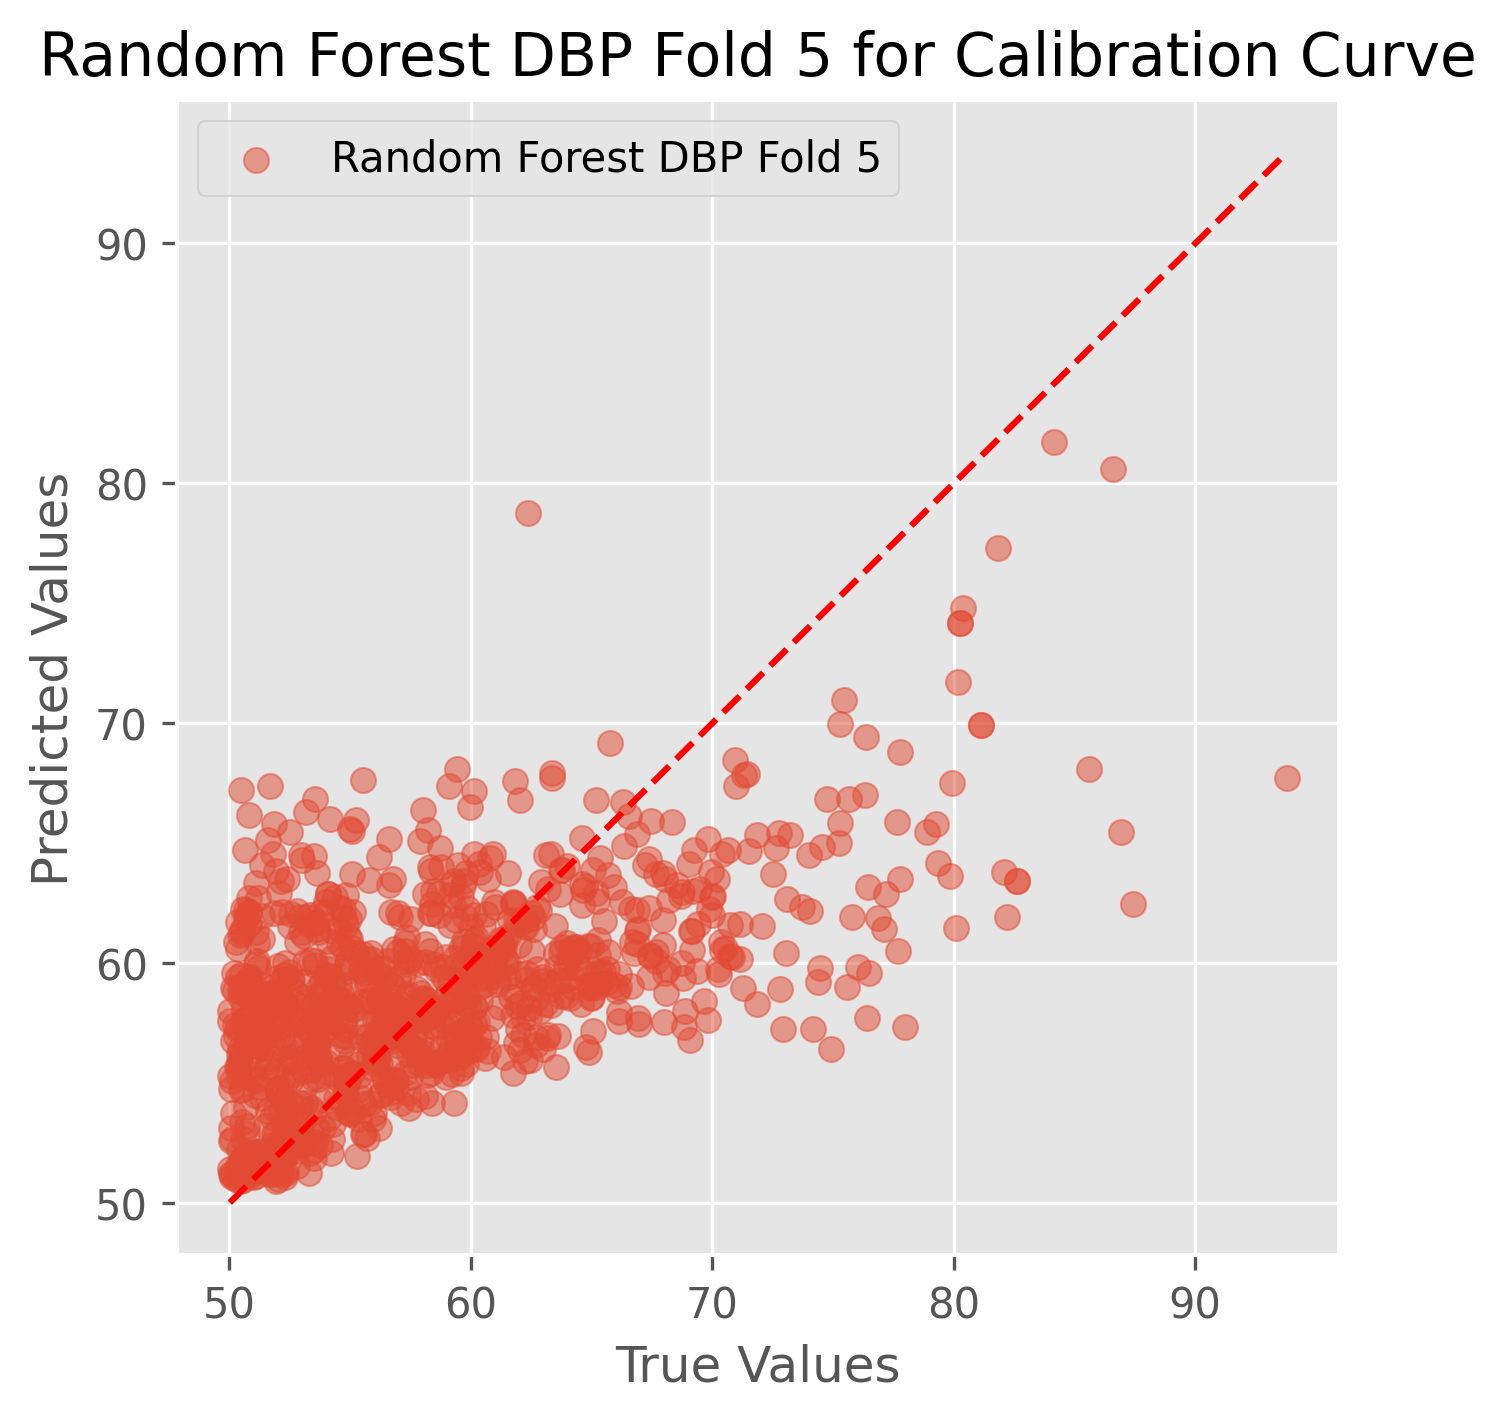 Random Forest DBP Fold 5 for Calibration Curve
Random Forest DBP Fold 5
90
80
70
60
50
Predicted Values
50 60 70 80 90
True Values